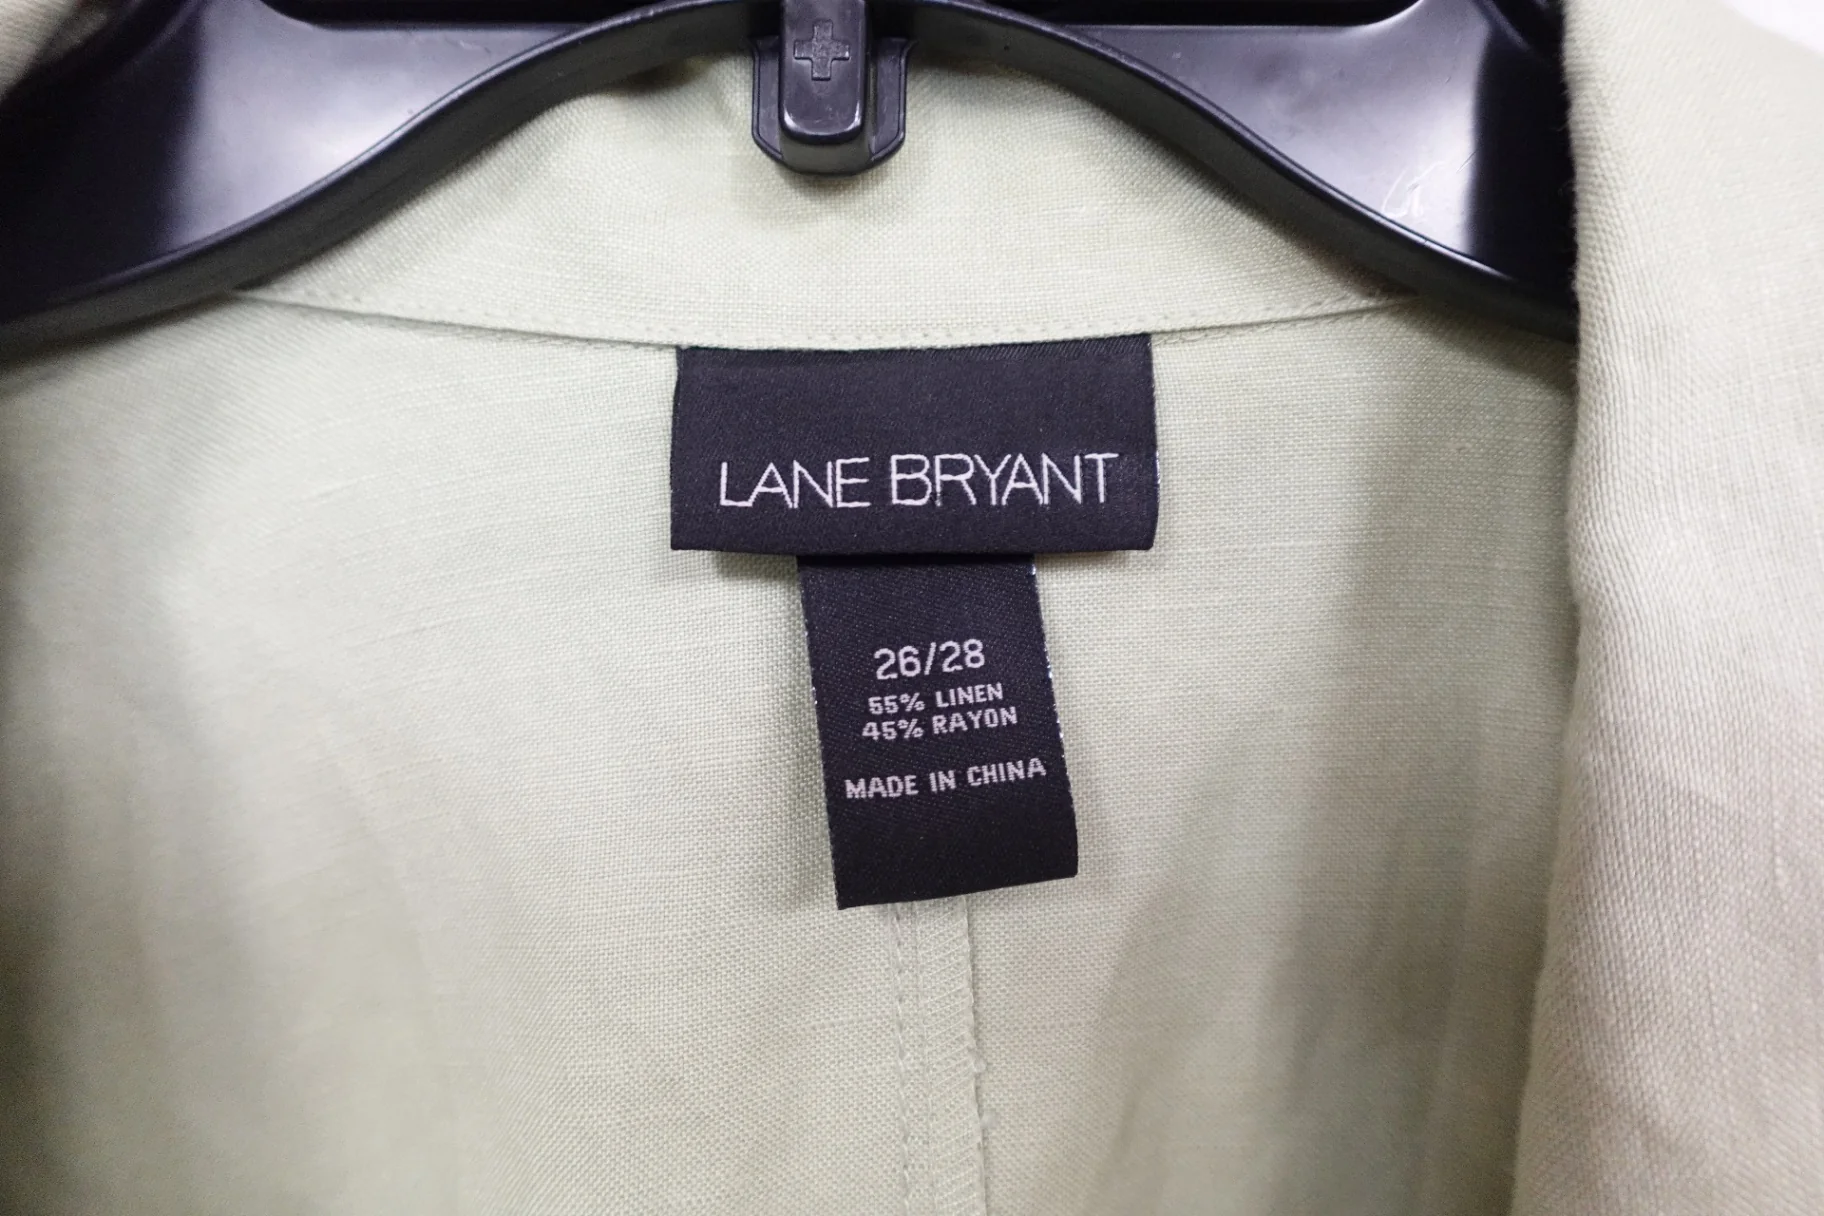 LANE BRYANT
26/28
55% LINEN
45% RAYON
MADE IN CHINA